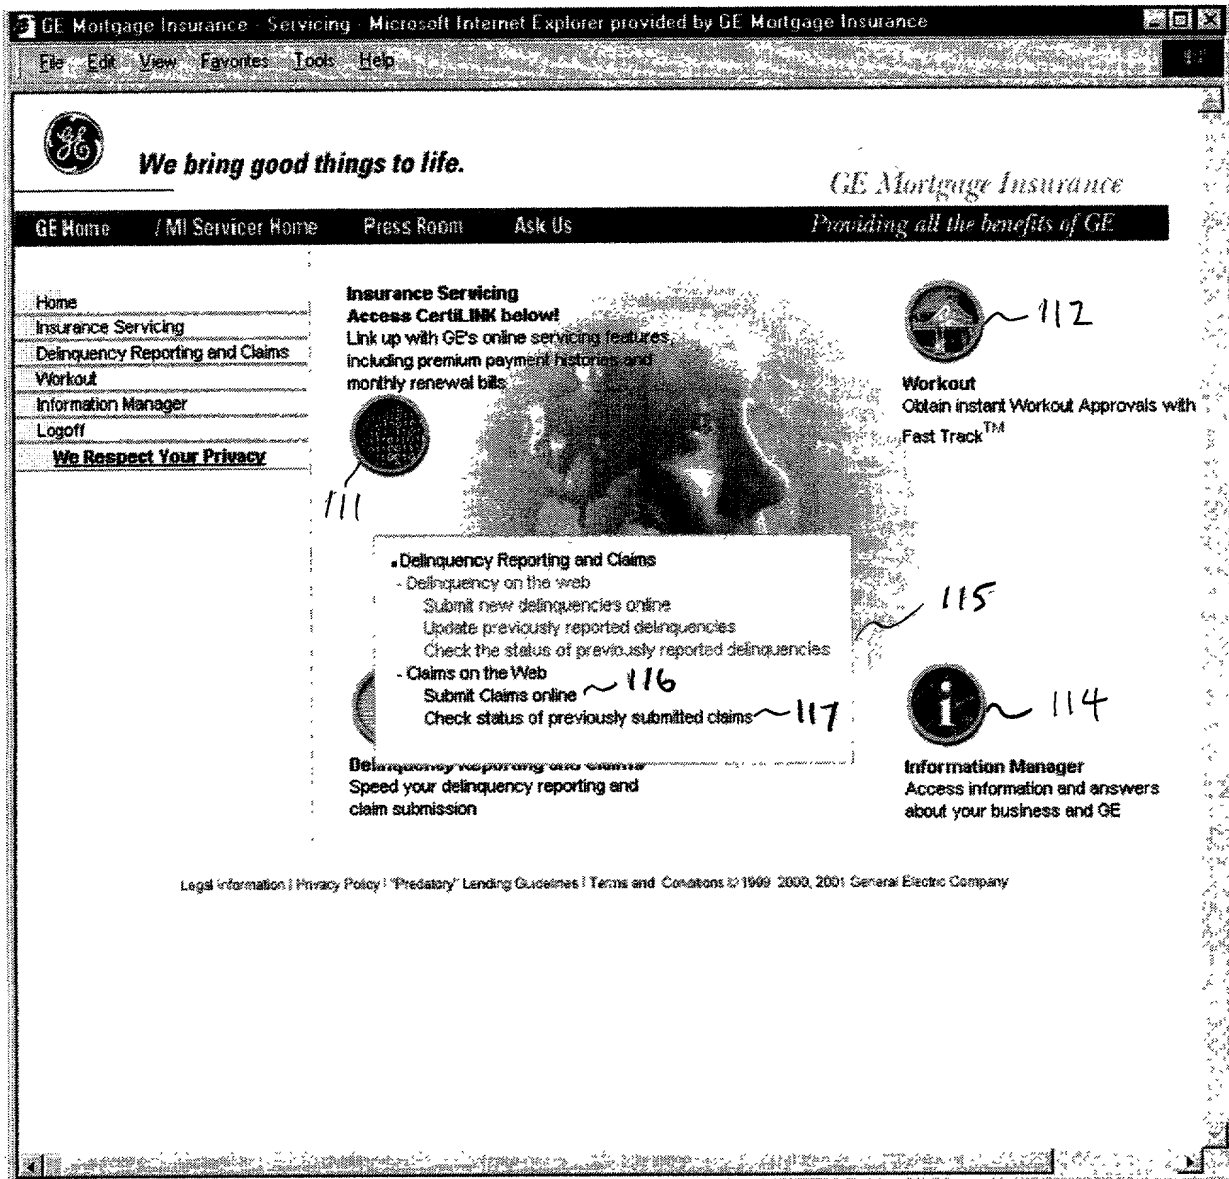 GE Mortgage Insurance - Servicing - Microsoft Internet Explorer provided by GE Mortgage Insurance
File Edit View Favorites Tools Help
GE
We bring good things to life.
GE Mortgage Insurance
GE Home / MI Servicer Home Press Room Ask Us
Providing all the benefits of GE
Home
Insurance Servicing
Delinquency Reporting and Claims
Workout
Information Manager
Logoff
We Respect Your Privacy
Insurance Servicing
Access CertiLINK below!
Link up with GE's online servicing features,
including premium payment histories and
monthly renewal bills
111
112
Workout
Obtain instant Workout Approvals with
Fast Track™
. Delinquency Reporting and Claims
- Delinquency on the web
Submit new delinquencies online
Update previously reported delinquencies
Check the status of previously reported delinquencies
- Claims on the Web
Submit Claims online 116
Check status of previously submitted claims 117
115
Delinquency Reporting and Claims
Speed your delinquency reporting and
claim submission
i
114
Information Manager
Access information and answers
about your business and GE
Legal information | Privacy Policy | "Predatory" Lending Guidelines | Terms and Conditions © 1999 2000, 2001 General Electric Company